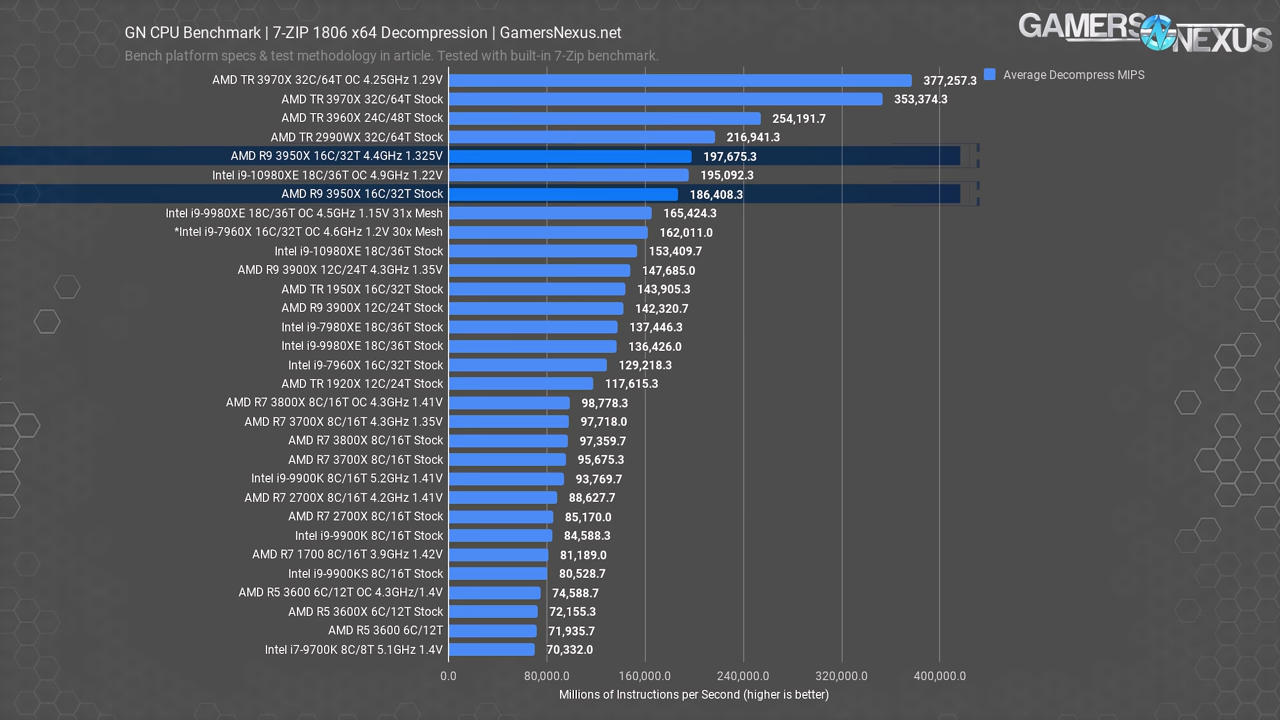 GN CPU Benchmark | 7-ZIP 1806 x64 Decompression | GamersNexus.net
GAMERS NEXUS
Bench platform specs & test methodology in article. Tested with built-in 7-Zip benchmark.
Average Decompress MIPS
AMD TR 3970X 32C/64T OC 4.25GHz 1.29V 377,257.3
AMD TR 3970X 32C/64T Stock 353,374.3
AMD TR 3960X 24C/48T Stock 254,191.7
AMD TR 2990WX 32C/64T Stock 216,941.3
AMD R9 3950X 16C/32T 4.4GHz 1.325V 197,675.3
Intel i9-10980XE 18C/36T OC 4.9GHz 1.22V 195,092.3
AMD R9 3950X 16C/32T Stock 186,408.3
Intel i9-9980XE 18C/36T OC 4.5GHz 1.15V 31x Mesh 165,424.3
*Intel i9-7960X 16C/32T OC 4.6GHz 1.2V 30x Mesh 162,011.0
Intel i9-10980XE 18C/36T Stock 153,409.7
AMD R9 3900X 12C/24T 4.3GHz 1.35V 147,685.0
AMD TR 1950X 16C/32T Stock 143,905.3
AMD R9 3900X 12C/24T Stock 142,320.7
Intel i9-7980XE 18C/36T Stock 137,446.3
Intel i9-9980XE 18C/36T Stock 136,426.0
Intel i9-7960X 16C/32T Stock 129,218.3
AMD TR 1920X 12C/24T Stock 117,615.3
AMD R7 3800X 8C/16T OC 4.3GHz 1.41V 98,778.3
AMD R7 3700X 8C/16T 4.3GHz 1.35V 97,718.0
AMD R7 3800X 8C/16T Stock 97,359.7
AMD R7 3700X 8C/16T Stock 95,675.3
Intel i9-9900K 8C/16T 5.2GHz 1.41V 93,769.7
AMD R7 2700X 8C/16T 4.2GHz 1.41V 88,627.7
AMD R7 2700X 8C/16T Stock 85,170.0
Intel i9-9900K 8C/16T Stock 84,588.3
AMD R7 1700 8C/16T 3.9GHz 1.42V 81,189.0
Intel i9-9900KS 8C/16T Stock 80,528.7
AMD R5 3600 6C/12T OC 4.3GHz/1.4V 74,588.7
AMD R5 3600X 6C/12T Stock 72,155.3
AMD R5 3600 6C/12T 71,935.7
Intel i7-9700K 8C/8T 5.1GHz 1.4V 70,332.0
0.0 80,000.0 160,000.0 240,000.0 320,000.0 400,000.0
Millions of Instructions per Second (higher is better)